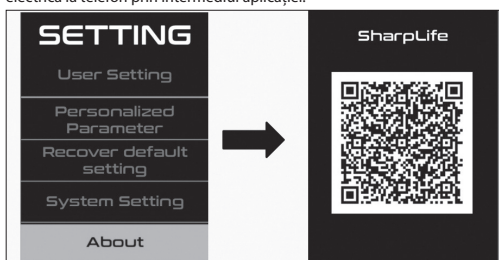 electrică la telefon prin intermediul aplicației.
SETTING
User Setting
Personalized
Parameter
Recover default
setting
System Setting
About
SharpLife